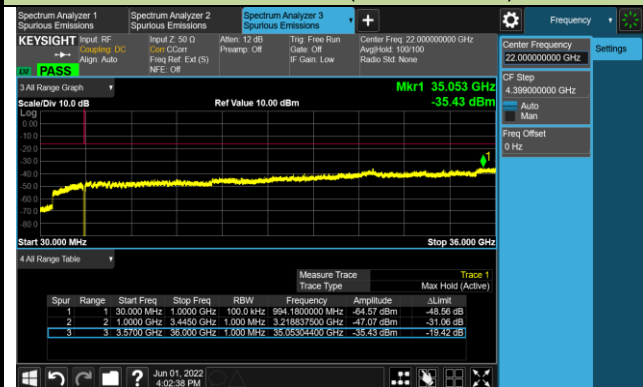 Spectrum Analyzer 1
Spurious Emissions
Spectrum Analyzer 2
Spurious Emissions
Spectrum Analyzer 3
Spurious Emissions
Frequency
KEYSIGHT
Input: RF
Coupling: DC
Align: Auto
Input Z: 50 Ω
Corr CCorr
Freq Ref: Ext (S)
NFE: Off
Atten: 12 dB
Preamp: Off
Trig: Free Run
Gate: Off
IF Gain: Low
Center Freq: 22.000000000 GHz
Avg|Hold: 100/100
Radio Std: None
PASS
Center Frequency
22.000000000 GHz
Settings
CF Step
4.399000000 GHz
Auto
Man
Freq Offset
0 Hz
3 All Range Graph
Mkr1 35.053 GHz
Scale/Div 10.0 dB
Ref Value 10.00 dBm
-35.43 dBm
Log
0.00
-10.0
-20.0
-30.0
-40.0
-50.0
-60.0
-70.0
-80.0
1
Start 30.000 MHz
Stop 36.000 GHz
4 All Range Table
Measure Trace Trace 1
Trace Type Max Hold (Active)
Spur Range Start Freq Stop Freq RBW Frequency Amplitude ΔLimit
1 1 30.000 MHz 1.0000 GHz 100.0 kHz 994.1800000 MHz -64.57 dBm -48.56 dB
2 2 1.0000 GHz 3.4450 GHz 1.000 MHz 3.218837500 GHz -47.07 dBm -31.06 dB
3 3 3.5700 GHz 36.000 GHz 1.000 MHz 35.05304400 GHz -35.43 dBm -19.42 dB
Jun 01, 2022
4:02:38 PM